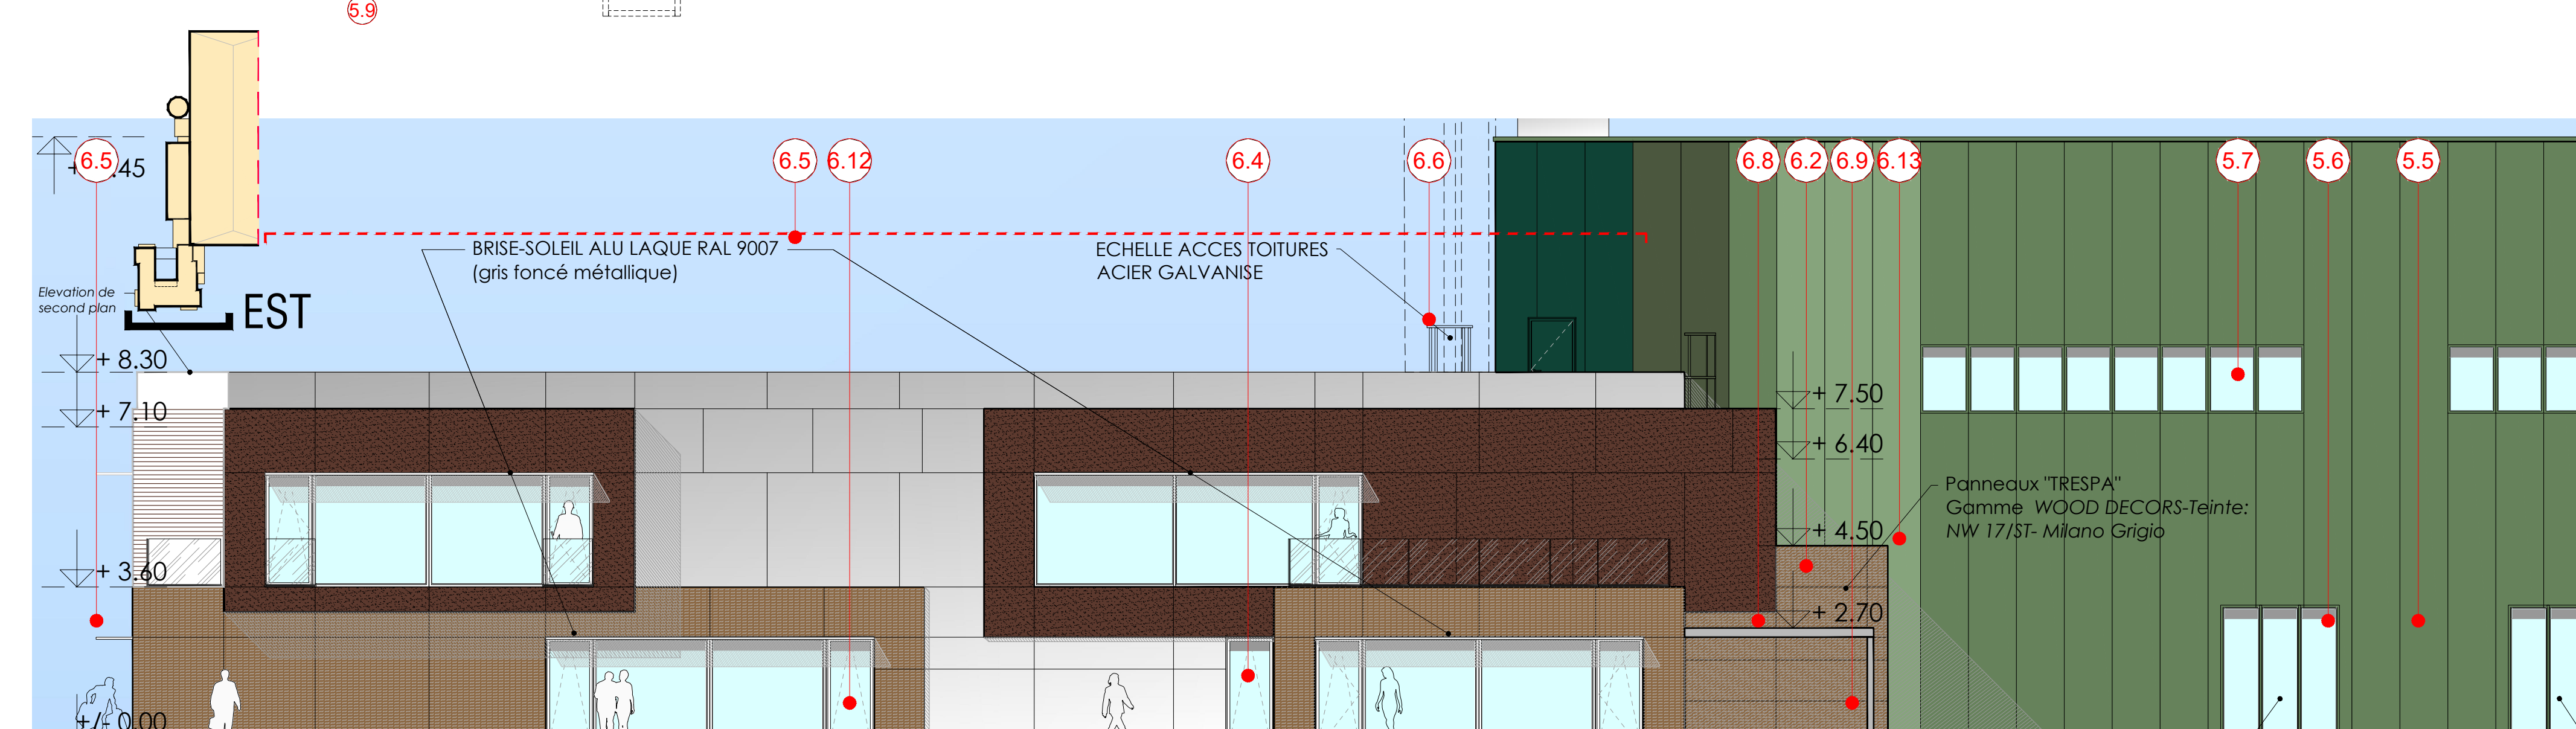 5.9
6.5
6.5
6.12
6.4
6.6
6.8
6.2
6.9
6.13
5.7
5.6
5.5
.45
BRISE-SOLEIL ALU LAQUE RAL 9007
(gris foncé métallique)
ECHELLE ACCES TOITURES
ACIER GALVANISE
Elevation de
second plan
EST
+ 8.30
+ 7.10
+ 3.60
+/- 0.00
+ 7.50
+ 6.40
+ 4.50
+ 2.70
Panneaux "TRESPA"
Gamme WOOD DECORS-Teinte:
NW 17/ST- Milano Grigio